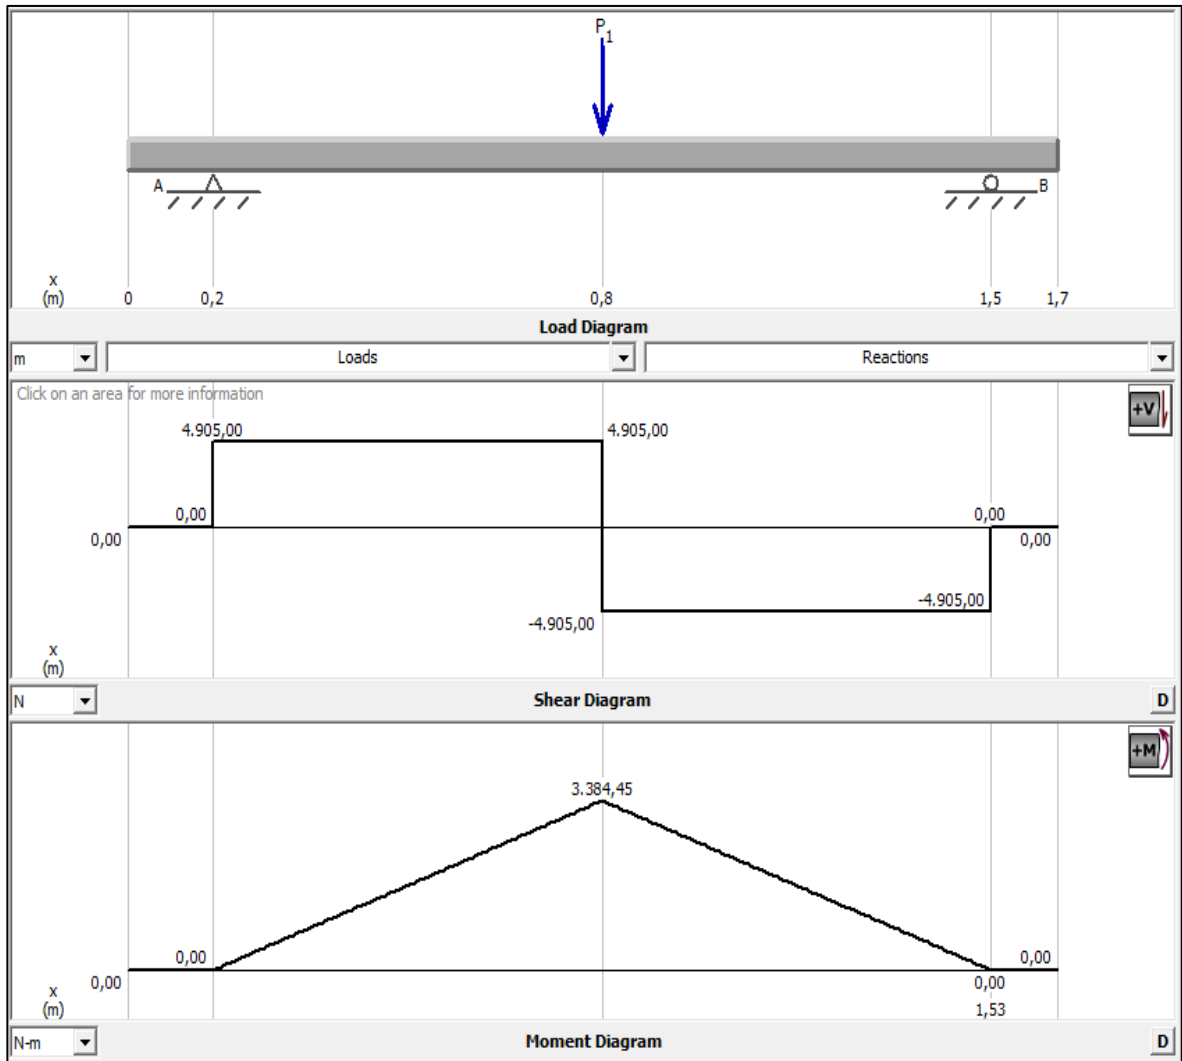 P1
A
B
x
(m)
0
0,2
0,8
1,5
1,7
Load Diagram
m
Loads
Reactions
Click on an area for more information
+V
4.905,00
4.905,00
0,00
0,00
0,00
0,00
-4.905,00
-4.905,00
x
(m)
N
Shear Diagram
D
+M
3.384,45
0,00
0,00
0,00
0,00
x
(m)
1,53
N-m
Moment Diagram
D